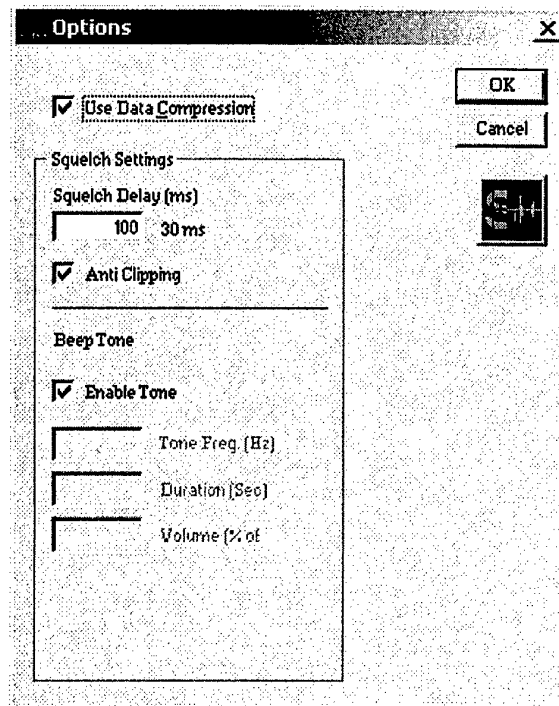 Options
Use Data Compression
OK
Cancel
Squelch Settings
Squelch Delay (ms)
100 30 ms
Anti Clipping
Beep Tone
Enable Tone
Tone Freq. (Hz)
Duration (Sec)
Volume (% of